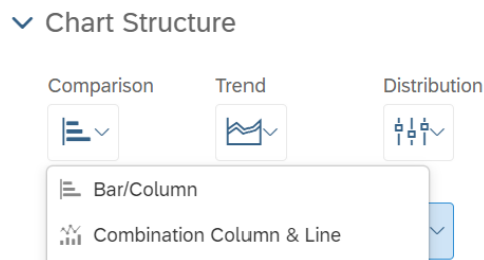 Chart Structure
Comparison Trend Distribution
Bar/Column
Combination Column & Line